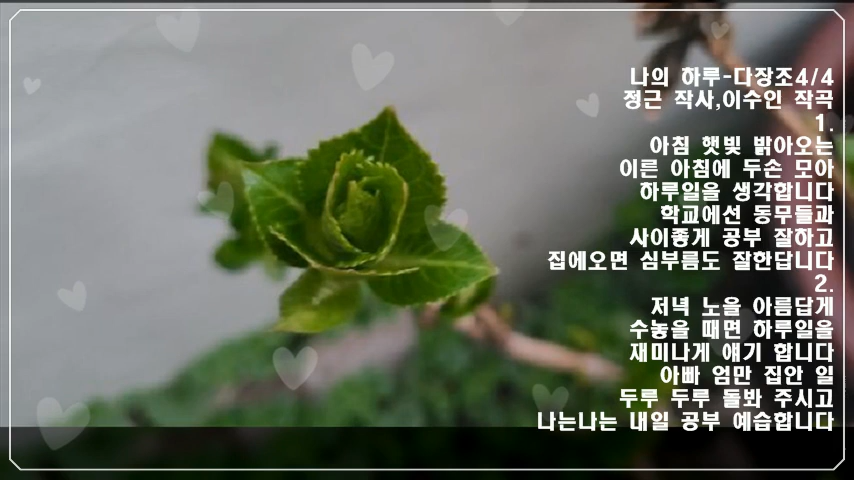 나의 하루-다장조4/4
정근 작사,이수인 작곡
1.
아침 햇빛 밝아오는
이른 아침에 두손 모아
하루일을 생각합니다
학교에선 동무들과
사이좋게 공부 잘하고
집에오면 심부름도 잘한답니다
2.
저녁 노을 아름답게
수놓을 때면 하루일을
재미나게 얘기 합니다
아빠 엄만 집안 일
두루 두루 돌봐 주시고
나는나는 내일 공부 예습합니다